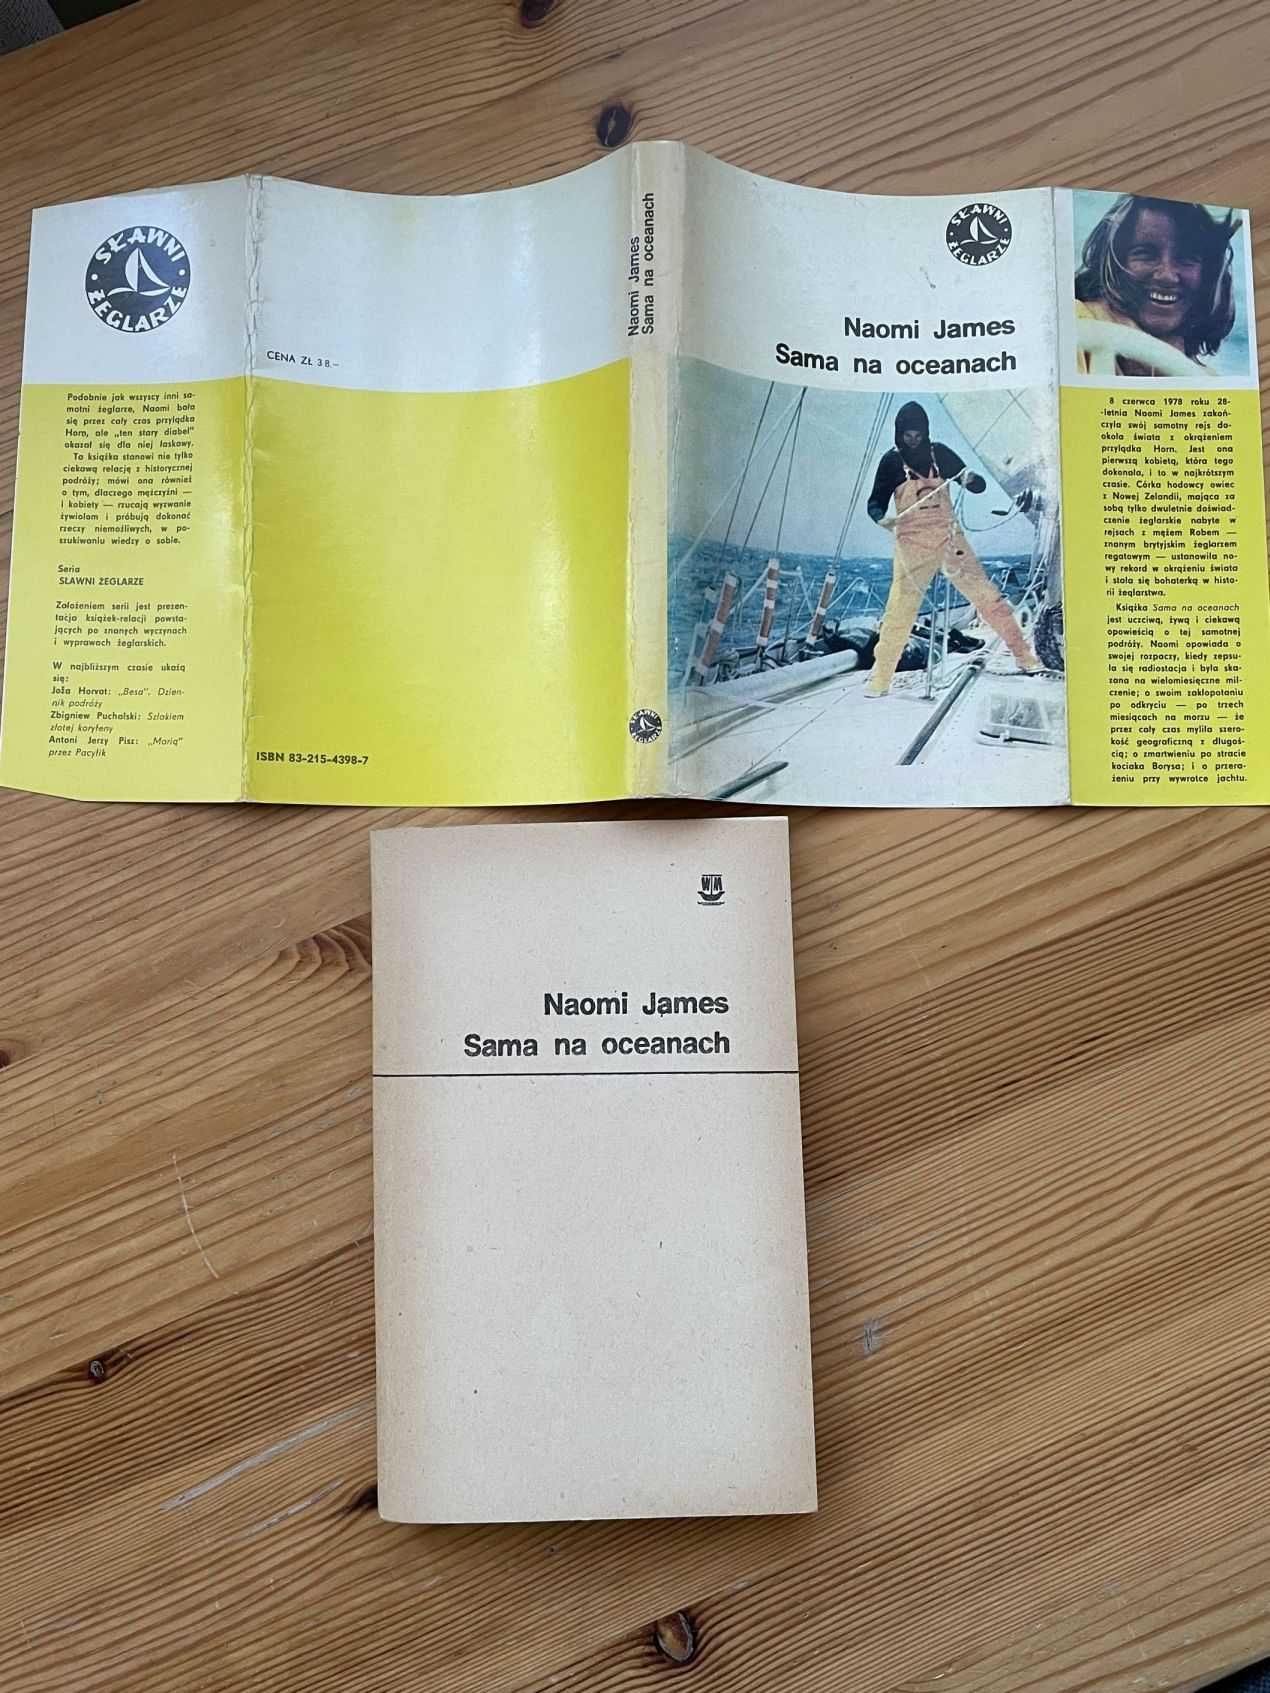 SŁAWNI
ŻEGLARZE
Podobnie jak wszyscy inni sa-
motni żeglarze, Naomi bała
się przez cały czas przylądka
Horn, ale „ten stary diabeł"
okazał się dla niej łaskawy.
Ta książka stanowi nie tylko
ciekawą relację z historycznej
podróży; mówi ona również
o tym, dlaczego mężczyźni —
i kobiety — rzucają wyzwanie
żywiołom i próbują dokonać
rzeczy niemożliwych, w po-
szukiwaniu wiedzy o sobie.
Seria
SŁAWNI ŻEGLARZE
Założeniem serii jest prezen-
tacja książek-relacji powsta-
jących po znanych wyczynach
i wyprawach żeglarskich.
W najbliższym czasie ukażą
się:
Joža Horvat: „Besa". Dzien-
nik podróży
Zbigniew Puchalski: Szlakiem
złotej karyfeny
Antoni Jerzy Pisz: „Marią"
przez Pacyfik
CENA ZŁ 38.–
ISBN 83-215-4398-7
Naomi James
Sama na oceanach
SŁAWNI
ŻEGLARZE
SŁAWNI
ŻEGLARZE
Naomi James
Sama na oceanach
8 czerwca 1978 roku 28-
-letnia Naomi James zakoń-
czyła swój samotny rejs do-
okoła świata z okrążeniem
przylądka Horn. Jest ona
pierwszą kobietą, która tego
dokonała, i to w najkrótszym
czasie. Córka hodowcy owiec
z Nowej Zelandii, mająca za
sobą tylko dwuletnie doświad-
czenie żeglarskie nabyte w
rejsach z mężem Robem —
znanym brytyjskim żeglarzem
regatowym — ustanowiła no-
wy rekord w okrążeniu świata
i stała się bohaterką w histo-
rii żeglarstwa.
Książka Sama na oceanach
jest uczciwą, żywą i ciekawą
opowieścią o tej samotnej
podróży. Naomi opowiada o
swojej rozpaczy, kiedy zepsu-
ła się radiostacja i była ska-
zana na wielomiesięczne mil-
czenie; o swoim zakłopotaniu
po odkryciu — po trzech
miesiącach na morzu — że
przez cały czas myliła szero-
kość geograficzną z długoś-
cią; o zmartwieniu po stracie
kociaka Borysa; i o przera-
żeniu przy wywrotce jachtu.
WM
Naomi James
Sama na oceanach